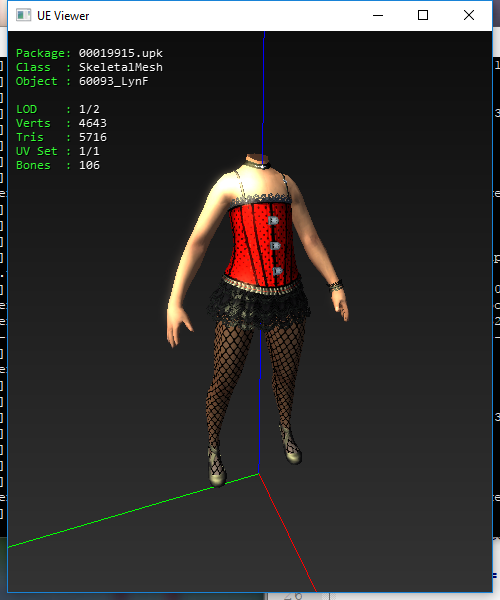 UE Viewer
Package: 00019915.upk
Class : SkeletalMesh
Object : 60093_LynF
LOD : 1/2
Verts : 4643
Tris : 5716
UV Set : 1/1
Bones : 106
26